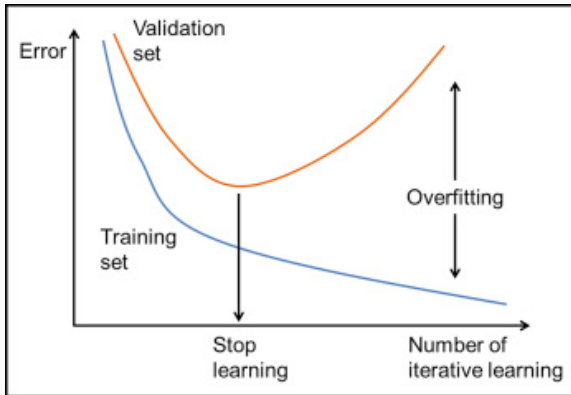 Validation
set
Error
Training
set
Overfitting
Stop
learning
Number of
iterative learning